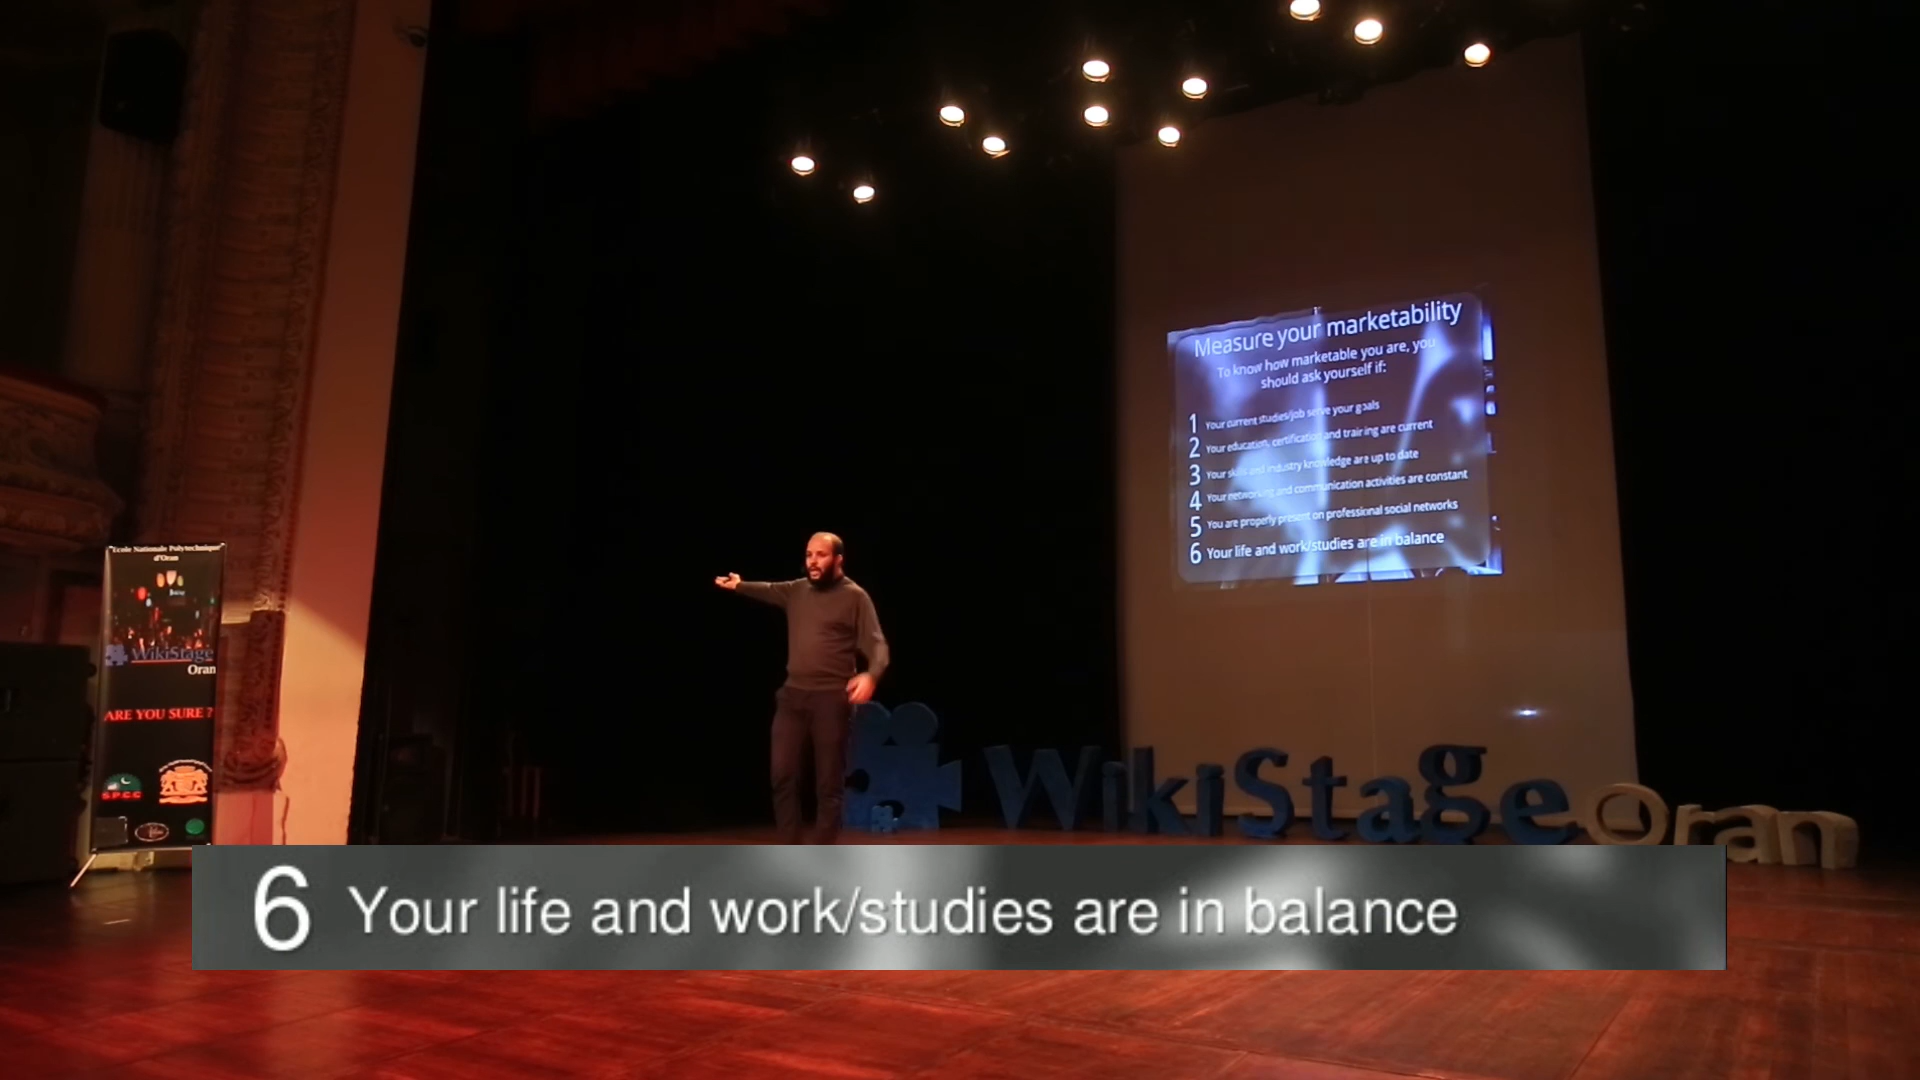 Measure your marketability
To know how marketable you are, you
should ask yourself if:
1 Your current studies/job serve your goals
2 Your education, certification and training are current
3 Your skills and industry knowledge are up to date
4 Your networking and communication activities are constant
5 You are properly present on professional social networks
6 Your life and work/studies are in balance
Ecole Nationale Polytechnique
d'Oran
WikiStage
Oran
ARE YOU SURE ?
S.P.C.C
WikiStage Oran
6 Your life and work/studies are in balance